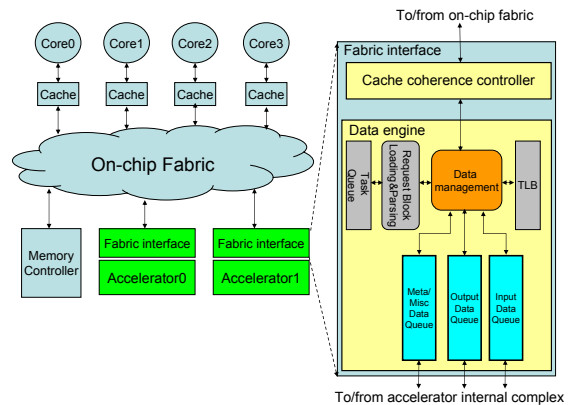 To/from on-chip fabric
Core0 Core1 Core2 Core3
Cache Cache Cache Cache
On-chip Fabric
Memory
Controller
Fabric interface
Accelerator0
Fabric interface
Accelerator1
Fabric interface
Cache coherence controller
Data engine
Task
Queue
Request Block
Loading&Parsing
Data
management
TLB
Meta/
Misc Data
Queue
Output
Data
Queue
Input
Data
Queue
To/from accelerator internal complex